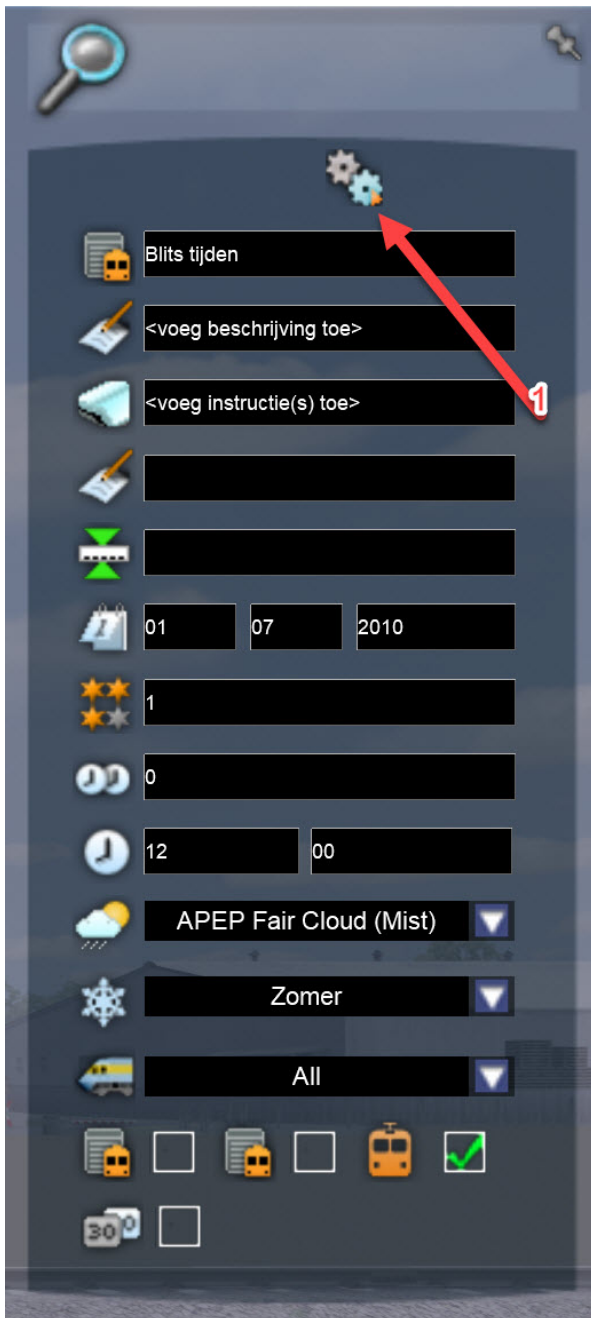 Blits tijden
<voeg beschrijving toe>
<voeg instructie(s) toe>
1
01 07 2010
1
0
12 00
APEP Fair Cloud (Mist)
Zomer
All
30